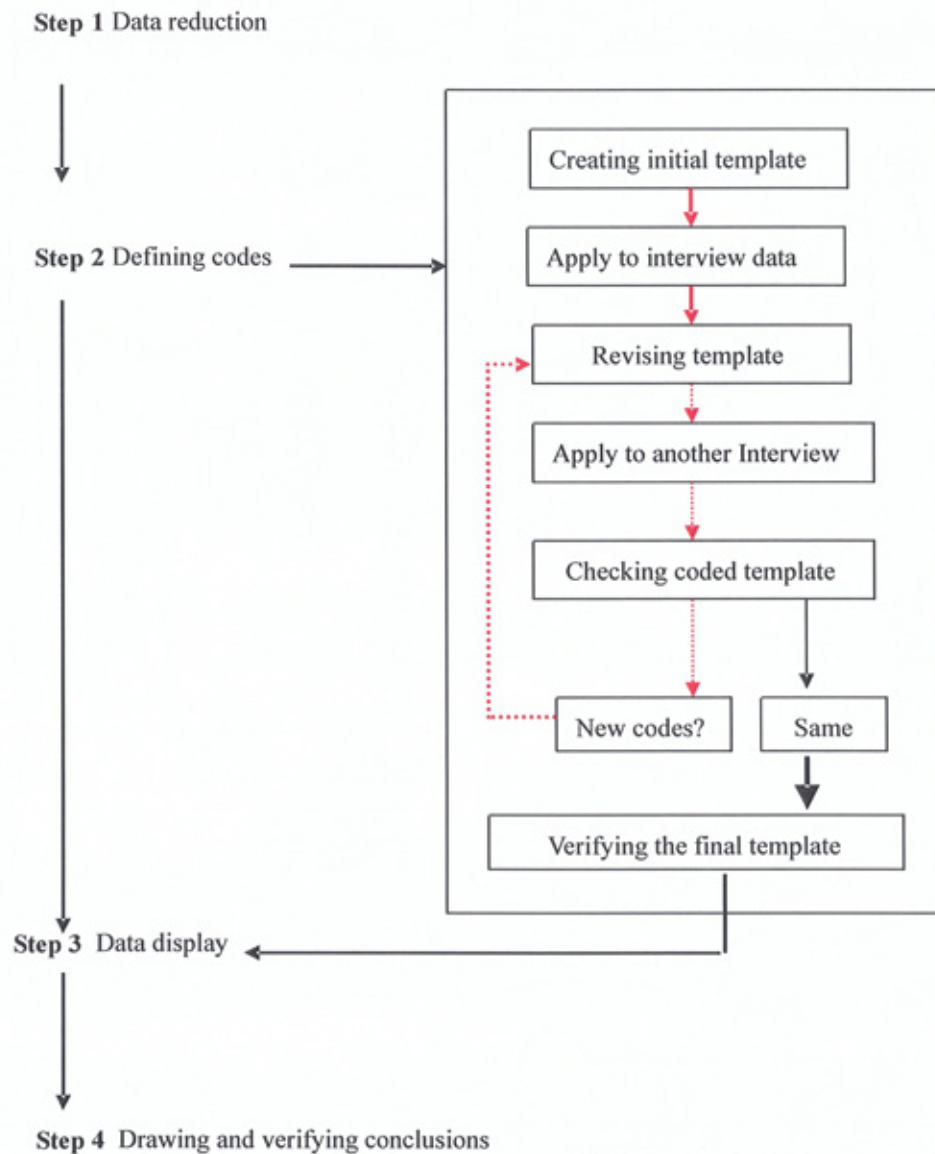 Step 1 Data reduction
Step 2 Defining codes
Creating initial template
Apply to interview data
Revising template
Apply to another Interview
Checking coded template
New codes?
Same
Verifying the final template
Step 3 Data display
Step 4 Drawing and verifying conclusions